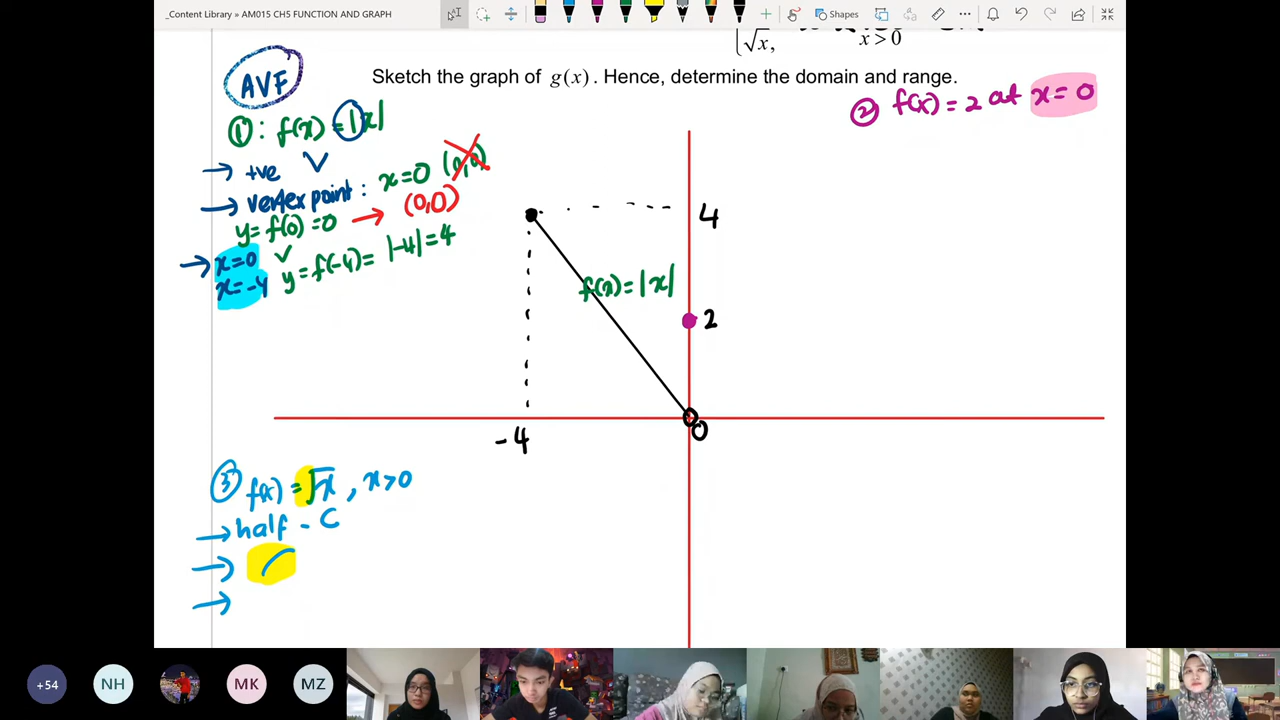 _Content Library » AM015 CH5 FUNCTION AND GRAPH
Shapes
√x,
x > 0
Sketch the graph of g(x). Hence, determine the domain and range.
AVF
② f(x) = 2 at x = 0
①: f(x) = |x|
→ +ve V
→ vertex point : x = 0 (0,0)
y = f(0) = 0 → (0,0)
→ x = 0 ✓
x = -4 y = f(-4) = |-4| = 4
4
f(x) = |x|
2
-4
0
③ f(x) = √x , x > 0
→ half - C
→
→
+54
NH
MK
MZ